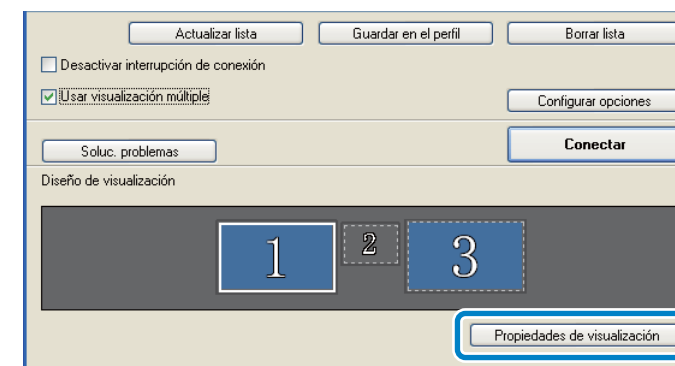 Actualizar lista Guardar en el perfil Borrar lista
Desactivar interrupción de conexión
Usar visualización múltiple
Configurar opciones
Conectar
Soluc. problemas
Diseño de visualización
1 2 3
Propiedades de visualización